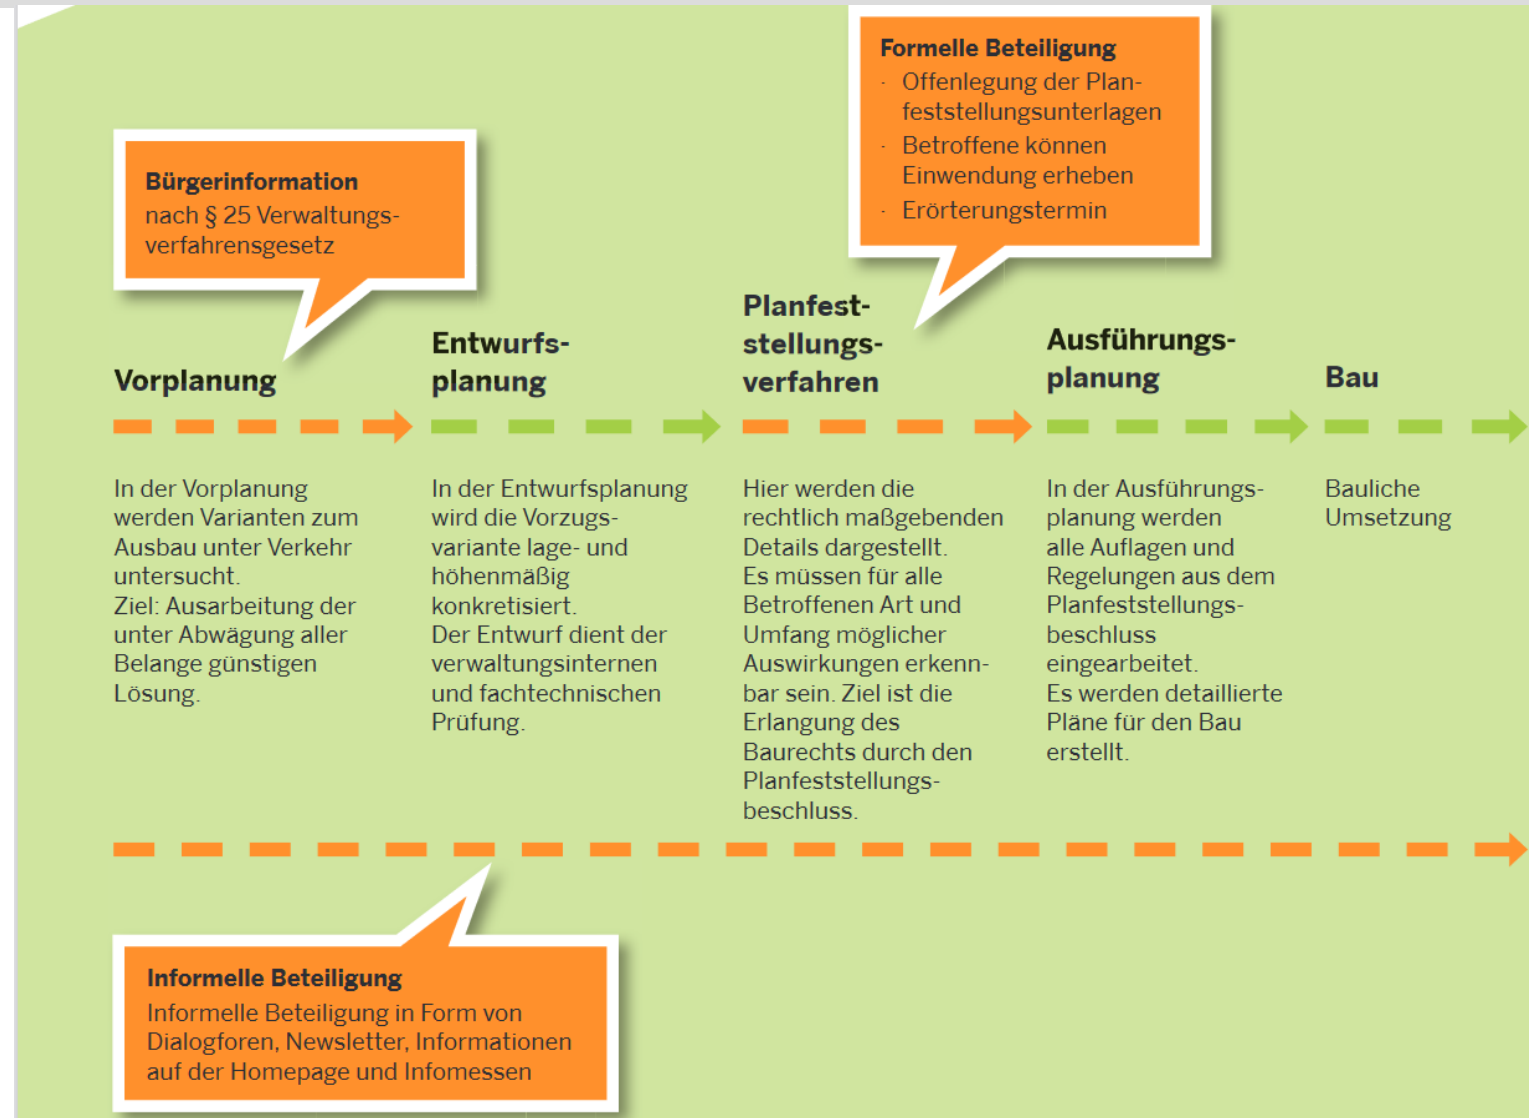 Formelle Beteiligung
· Offenlegung der Plan-
feststellungsunterlagen
· Betroffene können
Einwendung erheben
· Erörterungstermin
Bürgerinformation
nach § 25 Verwaltungs-
verfahrensgesetz
Vorplanung
In der Vorplanung
werden Varianten zum
Ausbau unter Verkehr
untersucht.
Ziel: Ausarbeitung der
unter Abwägung aller
Belange günstigen
Lösung.
Entwurfs-
planung
In der Entwurfsplanung
wird die Vorzugs-
variante lage- und
höhenmäßig
konkretisiert.
Der Entwurf dient der
verwaltungsinternen
und fachtechnischen
Prüfung.
Planfest-
stellungs-
verfahren
Hier werden die
rechtlich maßgebenden
Details dargestellt.
Es müssen für alle
Betroffenen Art und
Umfang möglicher
Auswirkungen erkenn-
bar sein. Ziel ist die
Erlangung des
Baurechts durch den
Planfeststellungs-
beschluss.
Ausführungs-
planung
In der Ausführungs-
planung werden
alle Auflagen und
Regelungen aus dem
Planfeststellungs-
beschluss
eingearbeitet.
Es werden detaillierte
Pläne für den Bau
erstellt.
Bau
Bauliche
Umsetzung
Informelle Beteiligung
Informelle Beteiligung in Form von
Dialogforen, Newsletter, Informationen
auf der Homepage und Infomessen